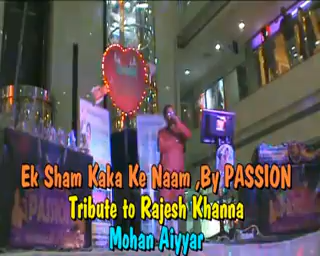 Ek Sham Kaka Ke Naam ,By PASSION
Tribute to Rajesh Khanna
Mohan Aiyyar